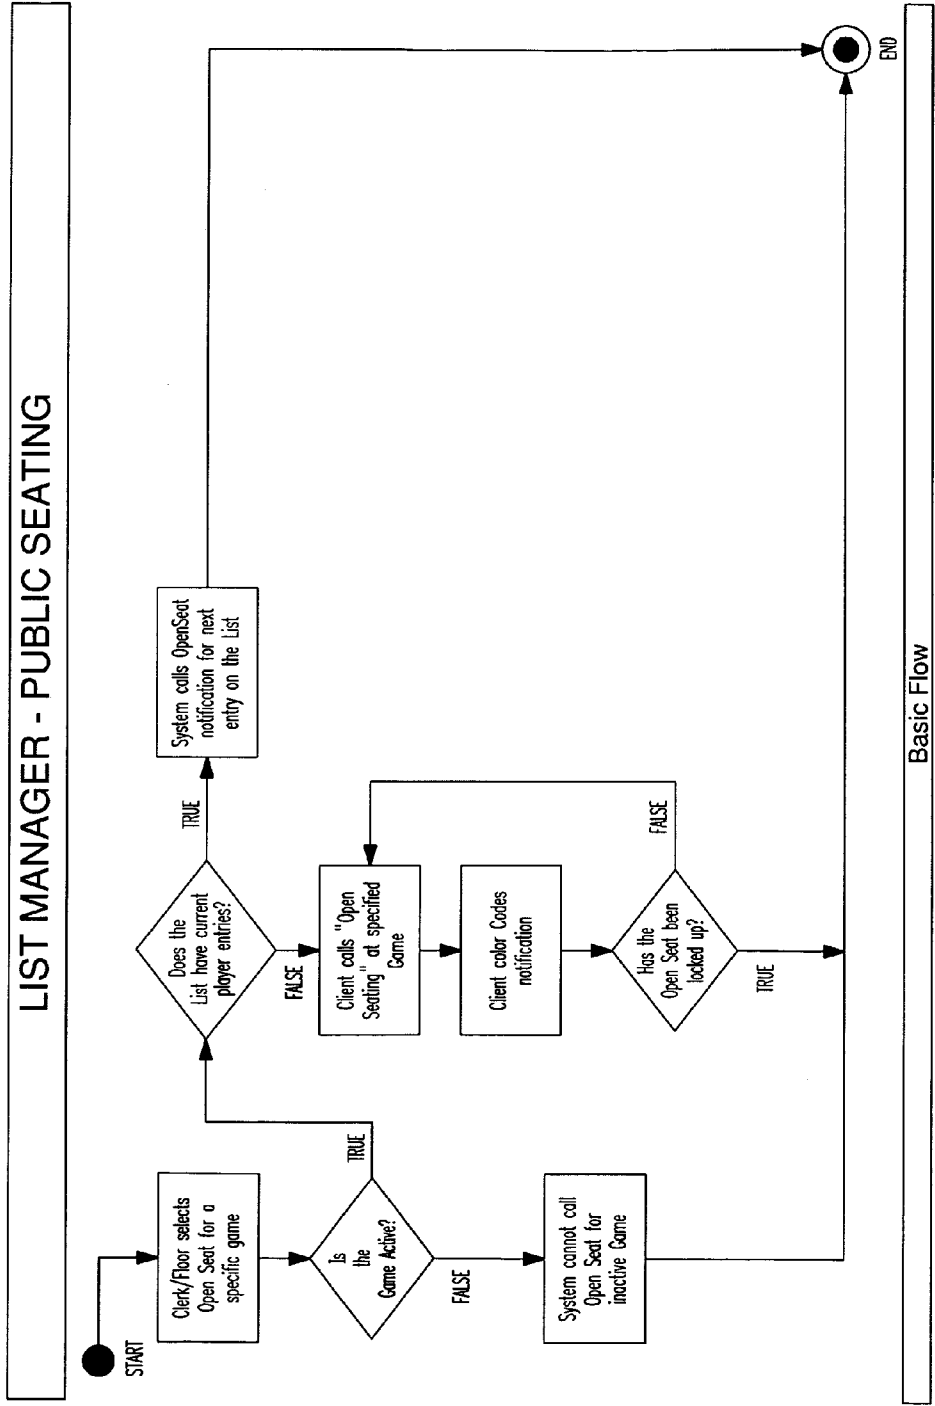 LIST MANAGER - PUBLIC SEATING
START
Clerk/Floor selects
Open Seat for a
specific game
Is
the
Game Active?
TRUE
FALSE
System cannot call
Open Seat for
inactive Game
Does the
List have current
player entries?
TRUE
FALSE
System calls OpenSeat
notification for next
entry on the List
Client calls "Open
Seating" at specified
Game
Client color Codes
notification
Has the
Open Seat been
locked up?
FALSE
TRUE
END
Basic Flow